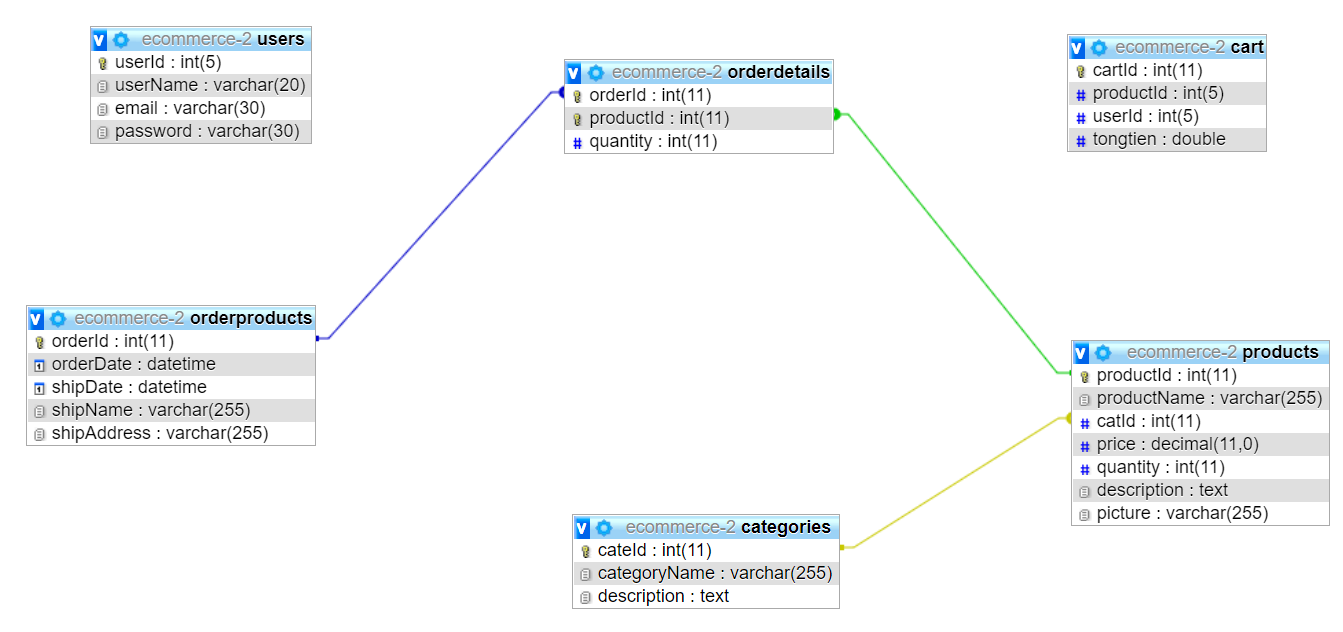 v ecommerce-2 users
userId : int(5)
userName : varchar(20)
email : varchar(30)
password : varchar(30)
v ecommerce-2 orderdetails
orderId : int(11)
productId : int(11)
# quantity : int(11)
v ecommerce-2 cart
cartId : int(11)
# productId : int(5)
# userId : int(5)
# tongtien : double
v ecommerce-2 orderproducts
orderId : int(11)
orderDate : datetime
shipDate : datetime
shipName : varchar(255)
shipAddress : varchar(255)
v ecommerce-2 products
productId : int(11)
productName : varchar(255)
# catId : int(11)
# price : decimal(11,0)
# quantity : int(11)
description : text
picture : varchar(255)
v ecommerce-2 categories
cateId : int(11)
categoryName : varchar(255)
description : text